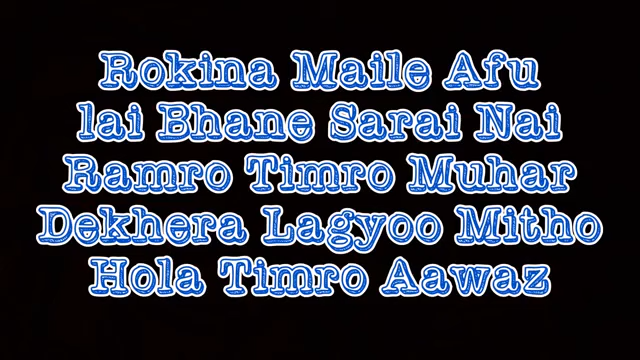 Rokina Maile Afu
lai Bhane Sarai Nai
Ramro Timro Muhar
Dekhera Lagyoo Mitho
Hola Timro Aawaz